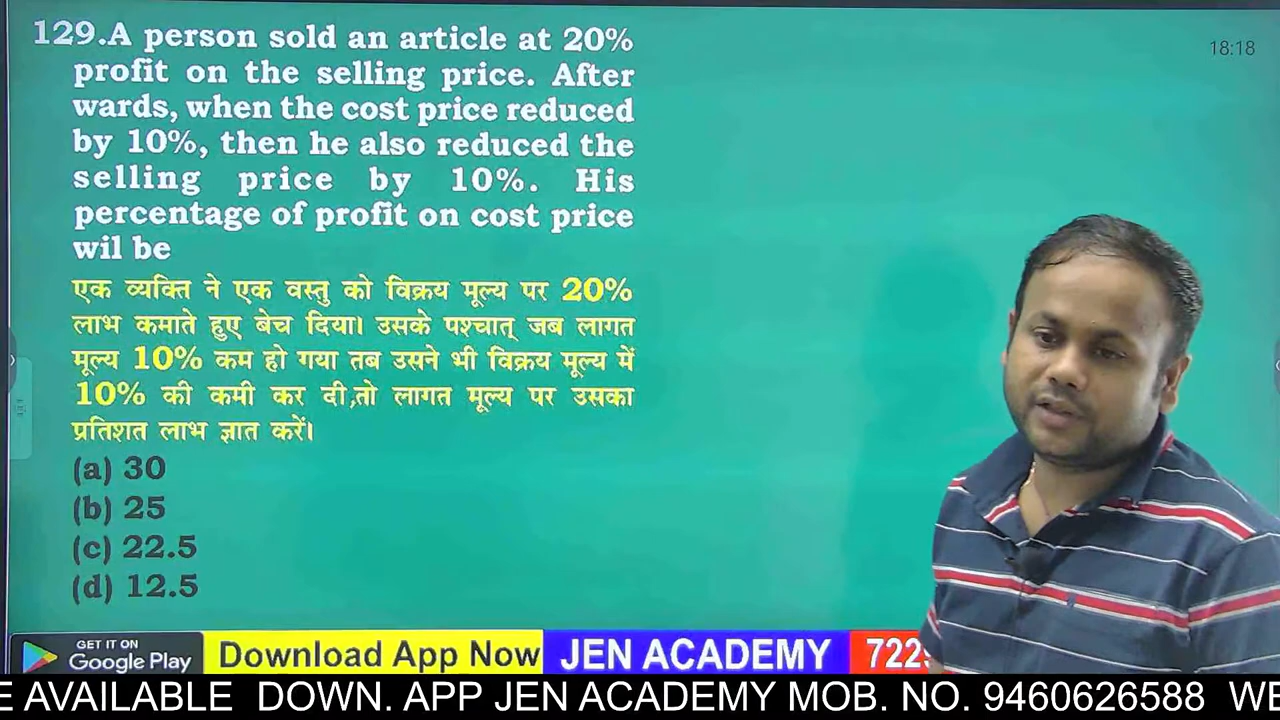 129.A person sold an article at 20%
profit on the selling price. After
wards, when the cost price reduced
by 10%, then he also reduced the
selling price by 10%. His
percentage of profit on cost price
wil be
एक व्यक्ति ने एक वस्तु को विक्रय मूल्य पर 20%
लाभ कमाते हुए बेच दिया। उसके पश्चात् जब लागत
मूल्य 10% कम हो गया तब उसने भी विक्रय मूल्य में
10% की कमी कर दी,तो लागत मूल्य पर उसका
प्रतिशत लाभ ज्ञात करें।
(a) 30
(b) 25
(c) 22.5
(d) 12.5
18:18
GET IT ON
Google Play
Download App Now
JEN ACADEMY
722
E AVAILABLE DOWN. APP JEN ACADEMY MOB. NO. 9460626588 WE